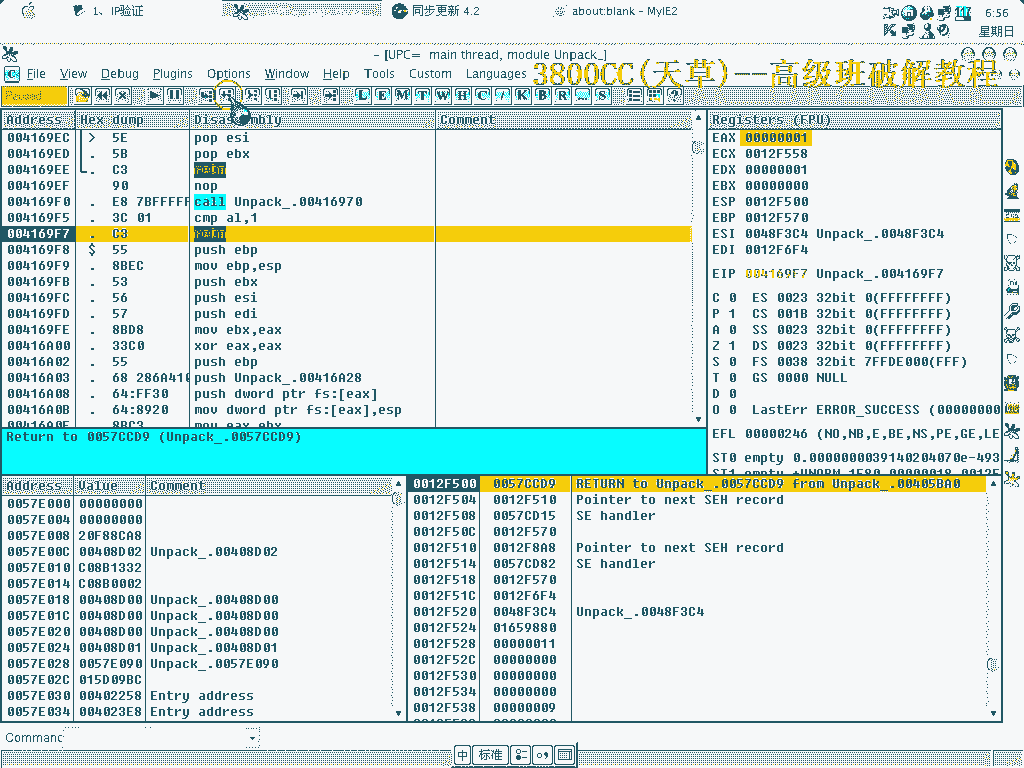 1、IP验证
同步更新 4.2
about:blank - MyIE2
6:56
星期日
- [UPC= main thread, module Unpack_]
File View Debug Plugins Options Window Help Tools Custom Languages
3800CC(天草)——高级班破解教程
Paused
L E M T W H C / K B R ... S
Address Hex dump Disassembly Comment
004169EC > 5E pop esi
004169ED . 5B pop ebx
004169EE . C3 retn
004169EF 90 nop
004169F0 . E8 7BFFFFF call Unpack_.00416970
004169F5 . 3C 01 cmp al,1
004169F7 . C3 retn
004169F8 $ 55 push ebp
004169F9 . 8BEC mov ebp,esp
004169FB . 53 push ebx
004169FC . 56 push esi
004169FD . 57 push edi
004169FE . 8BD8 mov ebx,eax
00416A00 . 33C0 xor eax,eax
00416A02 . 55 push ebp
00416A03 . 68 286A410 push Unpack_.00416A28
00416A08 . 64:FF30 push dword ptr fs:[eax]
00416A0B . 64:8920 mov dword ptr fs:[eax],esp
00416A0E . 8BC3 mov eax,ebx
Return to 0057CCD9 (Unpack_.0057CCD9)
Registers (FPU)
EAX 00000001
ECX 0012F558
EDX 00000001
EBX 00000000
ESP 0012F500
EBP 0012F570
ESI 0048F3C4 Unpack_.0048F3C4
EDI 0012F6F4
EIP 004169F7 Unpack_.004169F7
C 0 ES 0023 32bit 0(FFFFFFFF)
P 1 CS 001B 32bit 0(FFFFFFFF)
A 0 SS 0023 32bit 0(FFFFFFFF)
Z 1 DS 0023 32bit 0(FFFFFFFF)
S 0 FS 0038 32bit 7FFDE000(FFF)
T 0 GS 0000 NULL
D 0
O 0 LastErr ERROR_SUCCESS (00000000
EFL 00000246 (NO,NB,E,BE,NS,PE,GE,LE
ST0 empty 0.0000000039140204070e-493
Address Value Comment
0057E000 00000000
0057E004 00000000
0057E008 20F88CA8
0057E00C 00408D02 Unpack_.00408D02
0057E010 C08B1332
0057E014 C08B0002
0057E018 00408D00 Unpack_.00408D00
0057E01C 00408D00 Unpack_.00408D00
0057E020 00408D00 Unpack_.00408D00
0057E024 00408D01 Unpack_.00408D01
0057E028 0057E090 Unpack_.0057E090
0057E02C 015D09BC
0057E030 00402258 Entry address
0057E034 004023E8 Entry address
0012F500 0057CCD9 RETURN to Unpack_.0057CCD9 from Unpack_.00405BA0
0012F504 0012F510 Pointer to next SEH record
0012F508 0057CD15 SE handler
0012F50C 0012F570
0012F510 0012F8A8 Pointer to next SEH record
0012F514 0057CD82 SE handler
0012F518 0012F570
0012F51C 0012F6F4
0012F520 0048F3C4 Unpack_.0048F3C4
0012F524 01659880
0012F528 00000011
0012F52C 00000000
0012F530 00000000
0012F534 00000000
0012F538 00000009
Command
中 标准